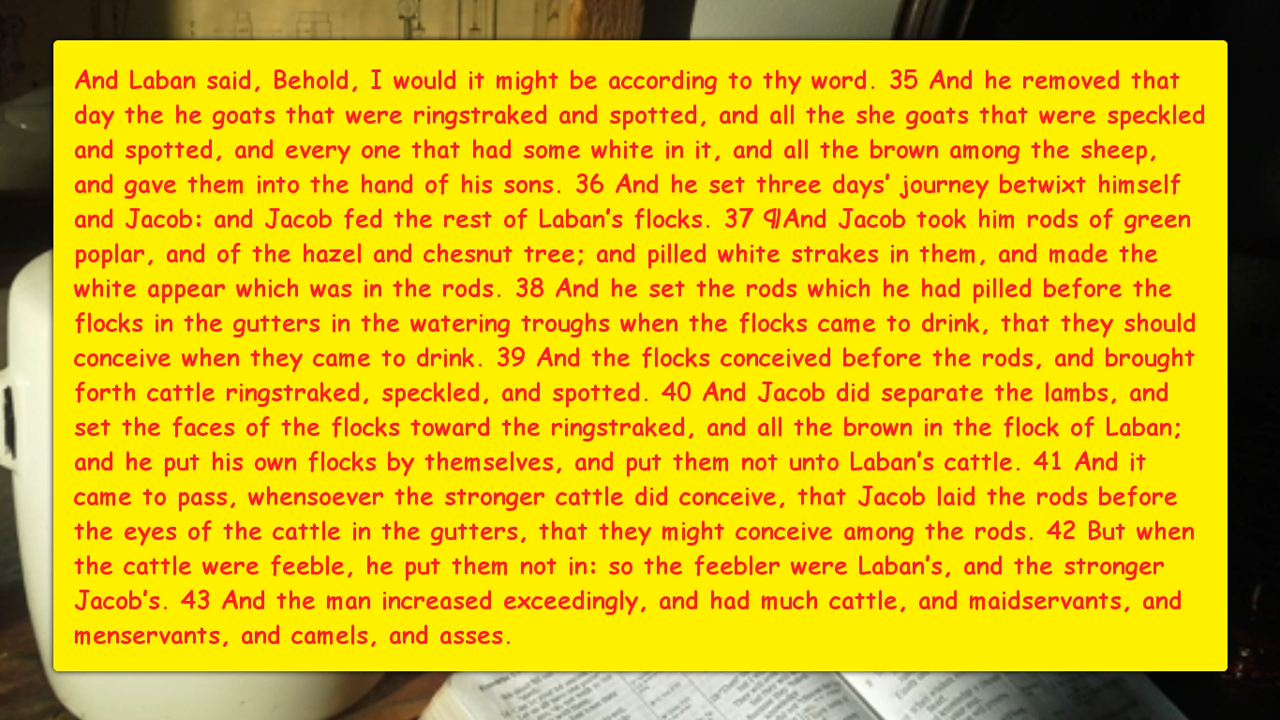 And Laban said, Behold, I would it might be according to thy word. 35 And he removed that
day the he goats that were ringstraked and spotted, and all the she goats that were speckled
and spotted, and every one that had some white in it, and all the brown among the sheep,
and gave them into the hand of his sons. 36 And he set three days’ journey betwixt himself
and Jacob: and Jacob fed the rest of Laban’s flocks. 37 ¶And Jacob took him rods of green
poplar, and of the hazel and chesnut tree; and pilled white strakes in them, and made the
white appear which was in the rods. 38 And he set the rods which he had pilled before the
flocks in the gutters in the watering troughs when the flocks came to drink, that they should
conceive when they came to drink. 39 And the flocks conceived before the rods, and brought
forth cattle ringstraked, speckled, and spotted. 40 And Jacob did separate the lambs, and
set the faces of the flocks toward the ringstraked, and all the brown in the flock of Laban;
and he put his own flocks by themselves, and put them not unto Laban’s cattle. 41 And it
came to pass, whensoever the stronger cattle did conceive, that Jacob laid the rods before
the eyes of the cattle in the gutters, that they might conceive among the rods. 42 But when
the cattle were feeble, he put them not in: so the feebler were Laban’s, and the stronger
Jacob’s. 43 And the man increased exceedingly, and had much cattle, and maidservants, and
menservants, and camels, and asses.